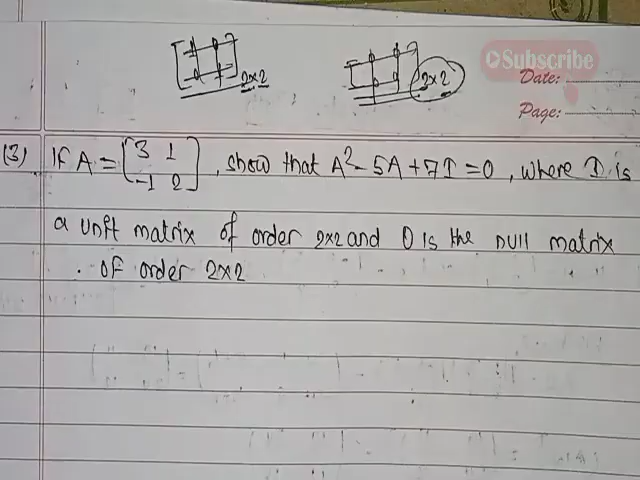 Subscribe
2×2
2×2
Date:
Page:
(3) If A = [3 1
-1 2], show that A² - 5A + 7I = 0, where I is
a unit matrix of order 2×2 and 0 is the null matrix
of order 2×2